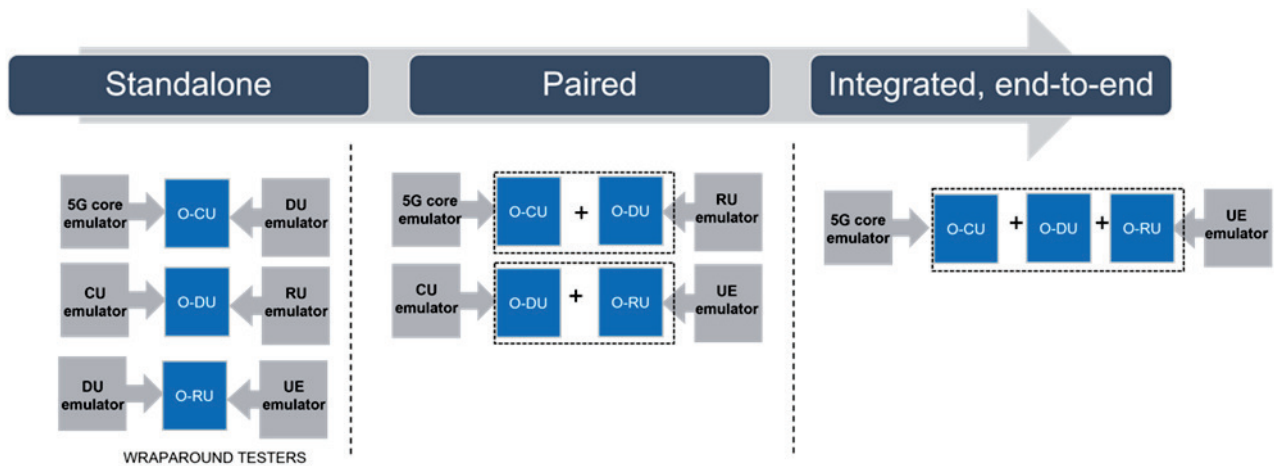 Standalone
Paired
Integrated, end-to-end
5G core
emulator
O-CU
DU
emulator
CU
emulator
O-DU
RU
emulator
DU
emulator
O-RU
UE
emulator
WRAPAROUND TESTERS
5G core
emulator
O-CU
+
O-DU
RU
emulator
CU
emulator
O-DU
+
O-RU
UE
emulator
5G core
emulator
O-CU
+
O-DU
+
O-RU
UE
emulator